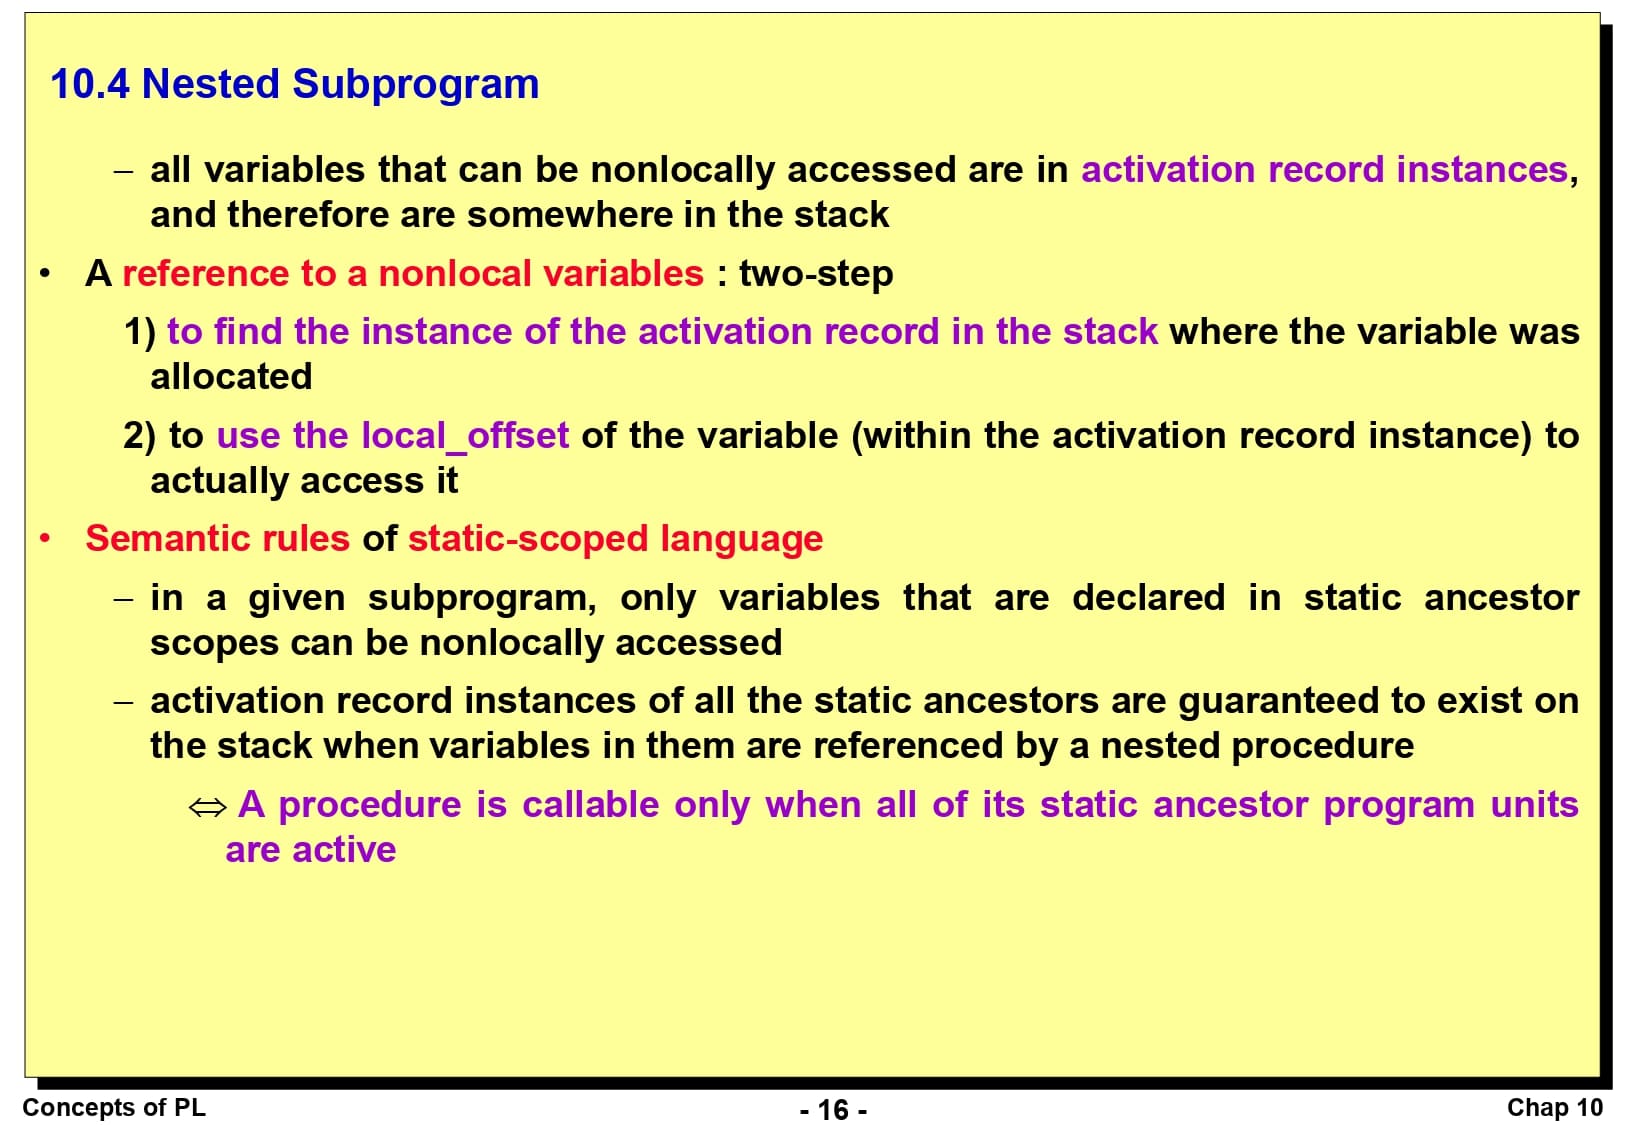 10.4 Nested Subprogram
– all variables that can be nonlocally accessed are in activation record instances,
and therefore are somewhere in the stack
• A reference to a nonlocal variables : two-step
1) to find the instance of the activation record in the stack where the variable was
allocated
2) to use the local_offset of the variable (within the activation record instance) to
actually access it
• Semantic rules of static-scoped language
– in a given subprogram, only variables that are declared in static ancestor
scopes can be nonlocally accessed
– activation record instances of all the static ancestors are guaranteed to exist on
the stack when variables in them are referenced by a nested procedure
⇔ A procedure is callable only when all of its static ancestor program units
are active
Concepts of PL
- 16 -
Chap 10